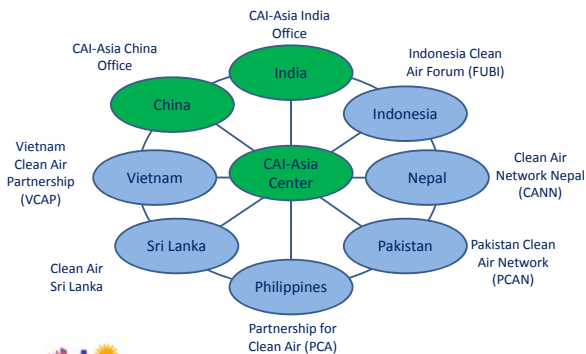 CAI-Asia India
Office
CAI-Asia China
Office
India
Indonesia Clean
Air Forum (FUBI)
China
Indonesia
Vietnam
Clean Air
Partnership
(VCAP)
Vietnam
CAI-Asia
Center
Nepal
Clean Air
Network Nepal
(CANN)
Sri Lanka
Pakistan
Clean Air
Sri Lanka
Pakistan Clean
Air Network
(PCAN)
Philippines
Partnership for
Clean Air (PCA)